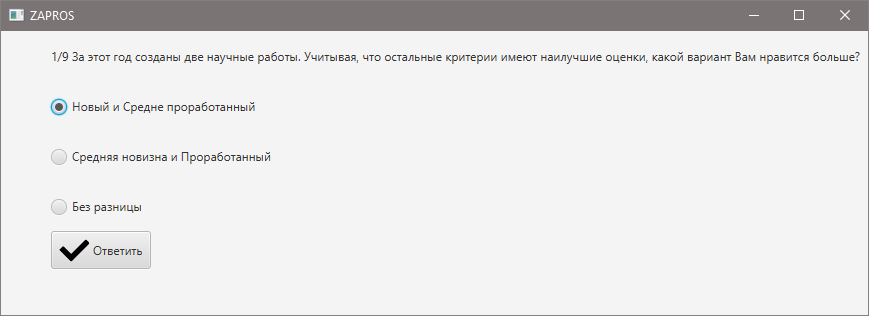 ZAPROS
1/9 За этот год созданы две научные работы. Учитывая, что остальные критерии имеют наилучшие оценки, какой вариант Вам нравится больше?
Новый и Средне проработанный
Средняя новизна и Проработанный
Без разницы
Ответить